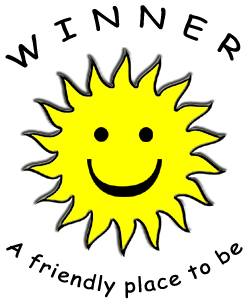 WINNER
A friendly place to be